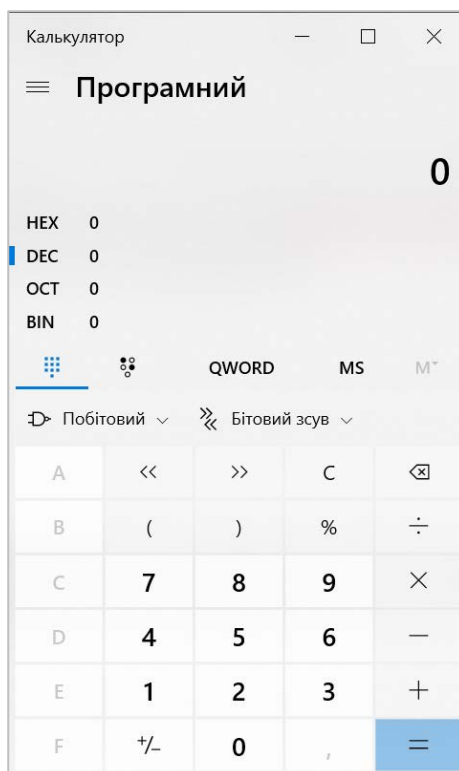 Калькулятор
Програмний
0
HEX 0
DEC 0
OCT 0
BIN 0
QWORD MS M
Побітовий Бітовий зсув
A << >> C
B ( ) % ÷
C 7 8 9 ×
D 4 5 6 −
E 1 2 3 +
F +/− 0 , =